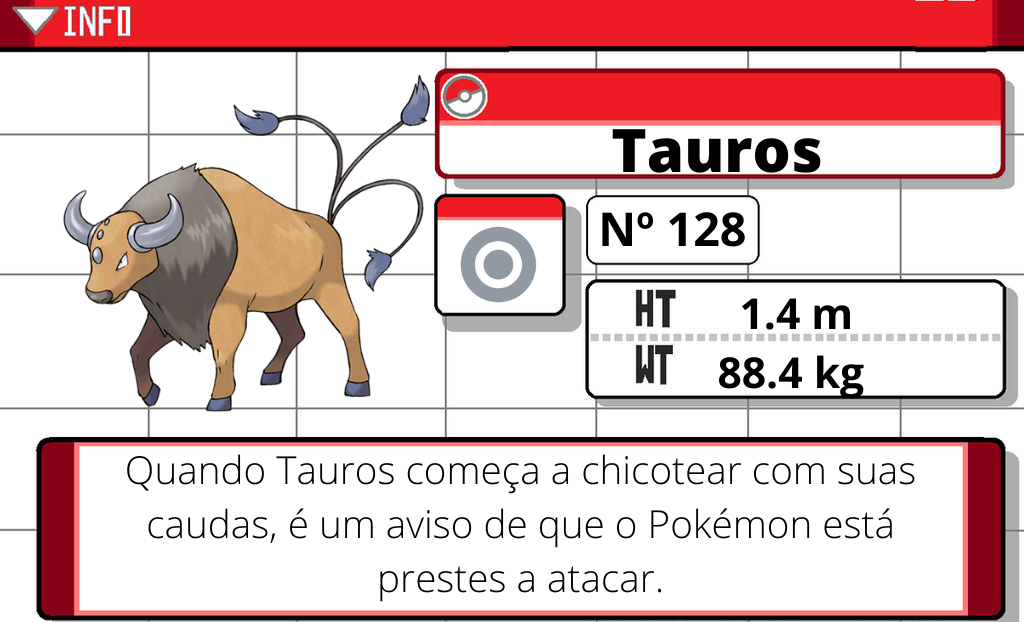 INFO
Tauros
Nº 128
HT 1.4 m
WT 88.4 kg
Quando Tauros começa a chicotear com suas
caudas, é um aviso de que o Pokémon está
prestes a atacar.